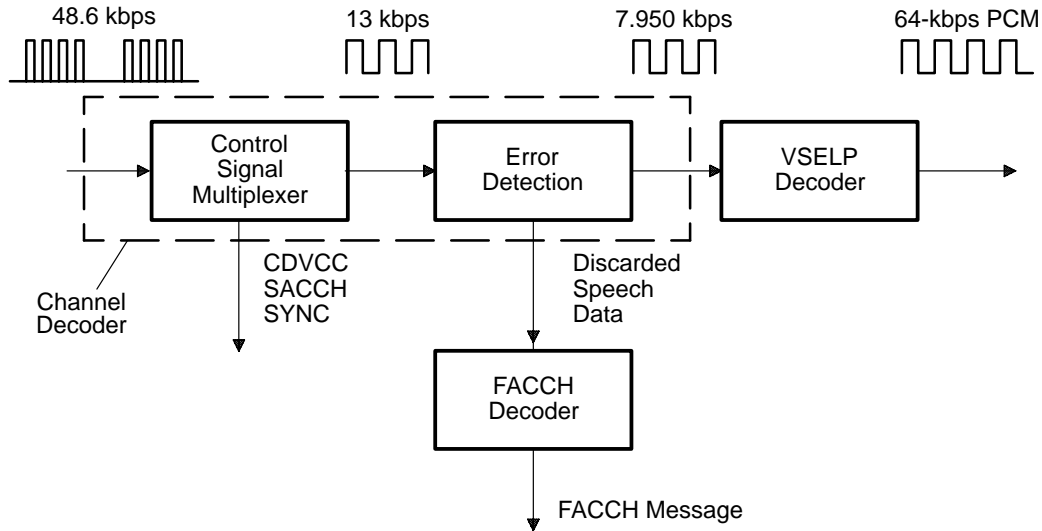 48.6 kbps
13 kbps
7.950 kbps
64-kbps PCM
Control
Signal
Multiplexer
Error
Detection
VSELP
Decoder
Channel
Decoder
CDVCC
SACCH
SYNC
Discarded
Speech
Data
FACCH
Decoder
FACCH Message